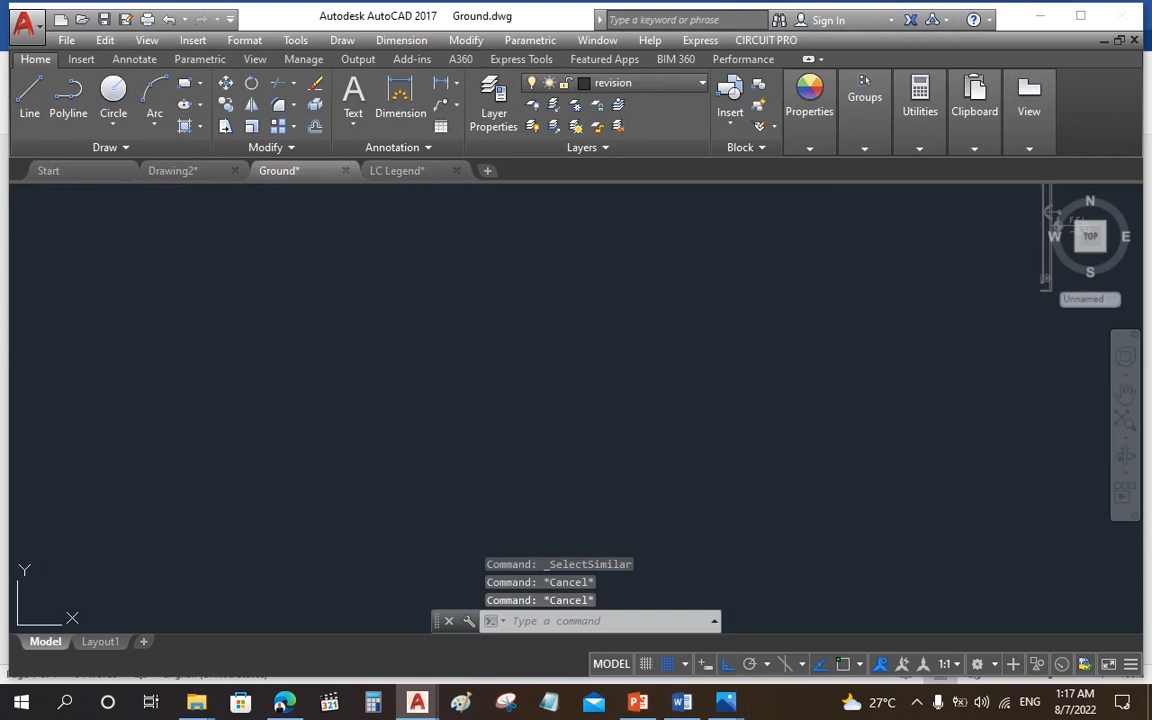 Autodesk AutoCAD 2017 Ground.dwg Type a keyword or phrase Sign In
File Edit View Insert Format Tools Draw Dimension Modify Parametric Window Help Express CIRCUIT PRO
Home Insert Annotate Parametric View Manage Output Add-ins A360 Express Tools Featured Apps BIM 360 Performance
revision
Line Polyline Circle Arc Text Dimension Layer Properties Insert Properties Groups Utilities Clipboard View
Draw Modify Annotation Layers Block
Start Drawing2* Ground* LC Legend*
N
W TOP E
S
Unnamed
Command: _SelectSimilar
Command: *Cancel*
Command: *Cancel*
Type a command
Y
X
Model Layout1
MODEL 1:1
27°C ENG 1:17 AM
8/7/2022